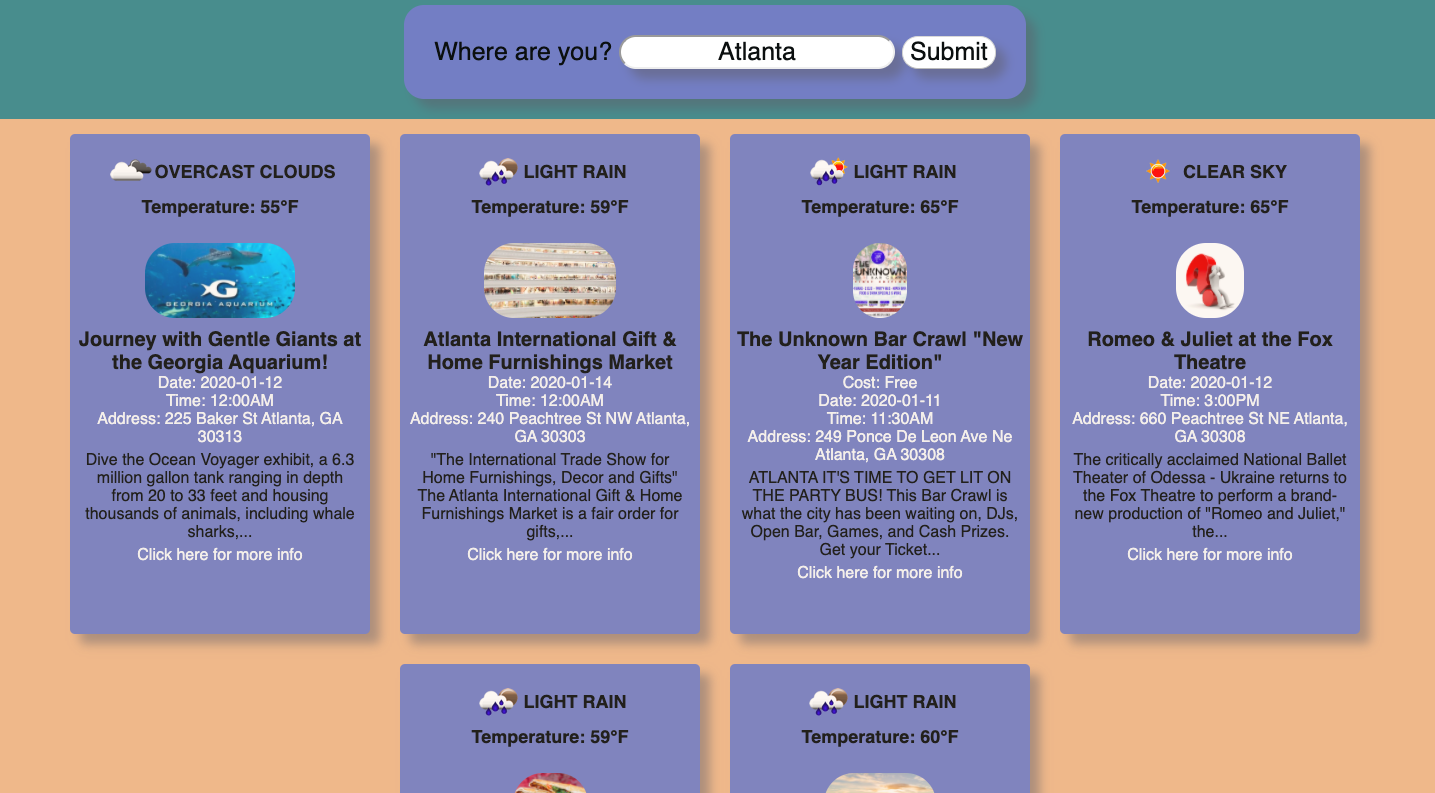 Where are you? Atlanta Submit
OVERCAST CLOUDS
Temperature: 55°F
GEORGIA AQUARIUM
Journey with Gentle Giants at
the Georgia Aquarium!
Date: 2020-01-12
Time: 12:00AM
Address: 225 Baker St Atlanta, GA
30313
Dive the Ocean Voyager exhibit, a 6.3
million gallon tank ranging in depth
from 20 to 33 feet and housing
thousands of animals, including whale
sharks,...
Click here for more info
LIGHT RAIN
Temperature: 59°F
Atlanta International Gift &
Home Furnishings Market
Date: 2020-01-14
Time: 12:00AM
Address: 240 Peachtree St NW Atlanta,
GA 30303
"The International Trade Show for
Home Furnishings, Decor and Gifts"
The Atlanta International Gift & Home
Furnishings Market is a fair order for
gifts,...
Click here for more info
LIGHT RAIN
Temperature: 65°F
THE
UNKNOWN
The Unknown Bar Crawl "New
Year Edition"
Cost: Free
Date: 2020-01-11
Time: 11:30AM
Address: 249 Ponce De Leon Ave Ne
Atlanta, GA 30308
ATLANTA IT'S TIME TO GET LIT ON
THE PARTY BUS! This Bar Crawl is
what the city has been waiting on, DJs,
Open Bar, Games, and Cash Prizes.
Get your Ticket...
Click here for more info
CLEAR SKY
Temperature: 65°F
Romeo & Juliet at the Fox
Theatre
Date: 2020-01-12
Time: 3:00PM
Address: 660 Peachtree St NE Atlanta,
GA 30308
The critically acclaimed National Ballet
Theater of Odessa - Ukraine returns to
the Fox Theatre to perform a brand-
new production of "Romeo and Juliet,"
the...
Click here for more info
LIGHT RAIN
Temperature: 59°F
LIGHT RAIN
Temperature: 60°F